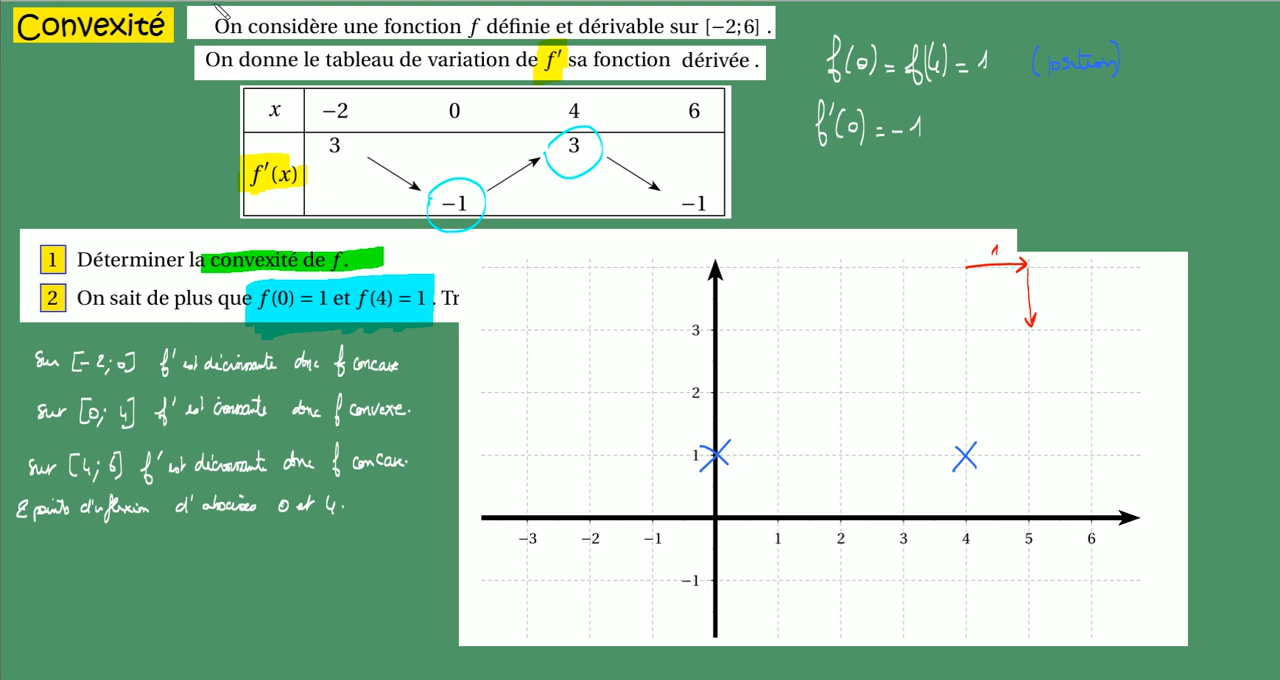 Convexité
On considère une fonction f définie et dérivable sur [−2;6] .
On donne le tableau de variation de f′ sa fonction dérivée .
f(0) = f(4) = 1 (position)
f'(0) = -1
x −2 0 4 6
f′(x) 3 −1 3 −1
1 Déterminer la convexité de f.
2 On sait de plus que f(0) = 1 et f(4) = 1 . Tr
1
Sur [-2;0] f' est décroissante donc f concave
sur [0; 4] f' est croissante donc f convexe.
sur [4; 6] f' est décroissante donc f concave.
2 points d'inflexion d'abscisses 0 et 4.
3
2
1
−3 −2 −1 1 2 3 4 5 6
−1